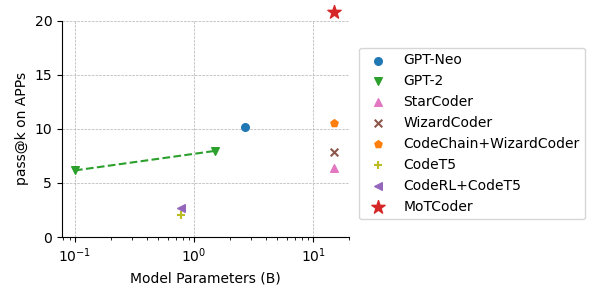 20
15
10
5
0
pass@k on APPs
10⁻¹ 10⁰ 10¹
Model Parameters (B)
GPT-Neo
GPT-2
StarCoder
WizardCoder
CodeChain+WizardCoder
CodeT5
CodeRL+CodeT5
MoTCoder